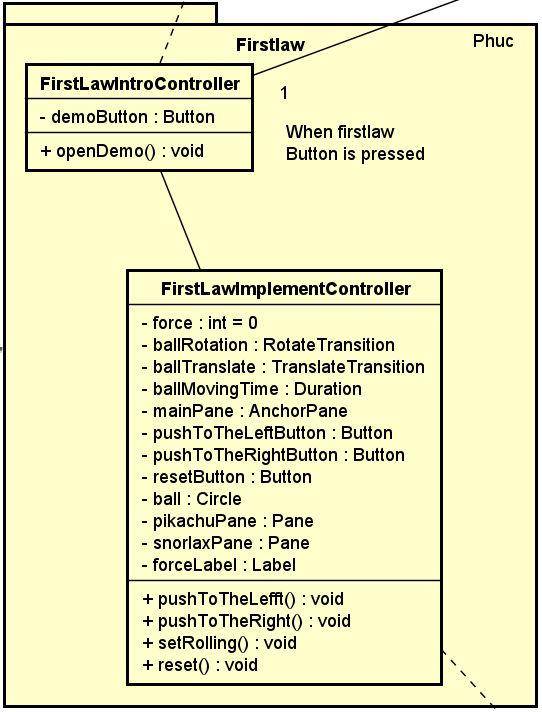 Firstlaw
Phuc
FirstLawIntroController
- demoButton : Button
+ openDemo() : void
1
When firstlaw
Button is pressed
FirstLawImplementController
- force : int = 0
- ballRotation : RotateTransition
- ballTranslate : TranslateTransition
- ballMovingTime : Duration
- mainPane : AnchorPane
- pushToTheLeftButton : Button
- pushToTheRightButton : Button
- resetButton : Button
- ball : Circle
- pikachuPane : Pane
- snorlaxPane : Pane
- forceLabel : Label
+ pushToTheLefft() : void
+ pushToTheRight() : void
+ setRolling() : void
+ reset() : void